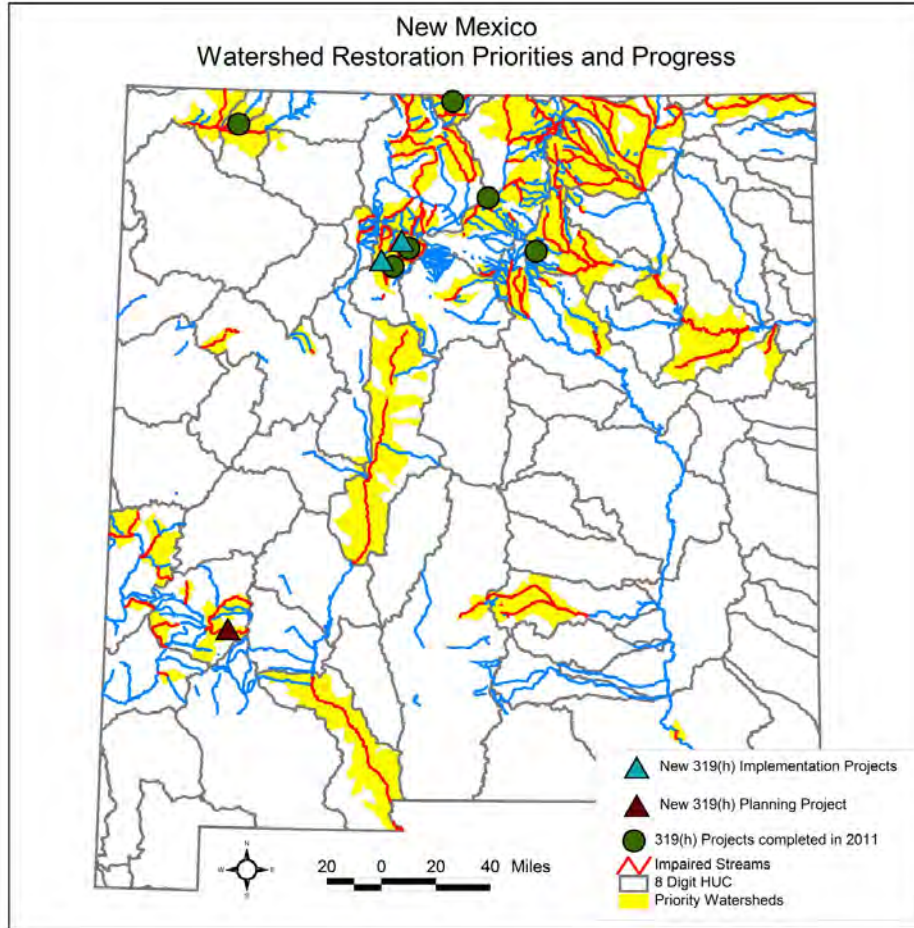 New Mexico
Watershed Restoration Priorities and Progress
New 319(h) Implementation Projects
New 319(h) Planning Project
319(h) Projects completed in 2011
Impaired Streams
8 Digit HUC
Priority Watersheds
N
W E
S
20 10 0 20 40 Miles